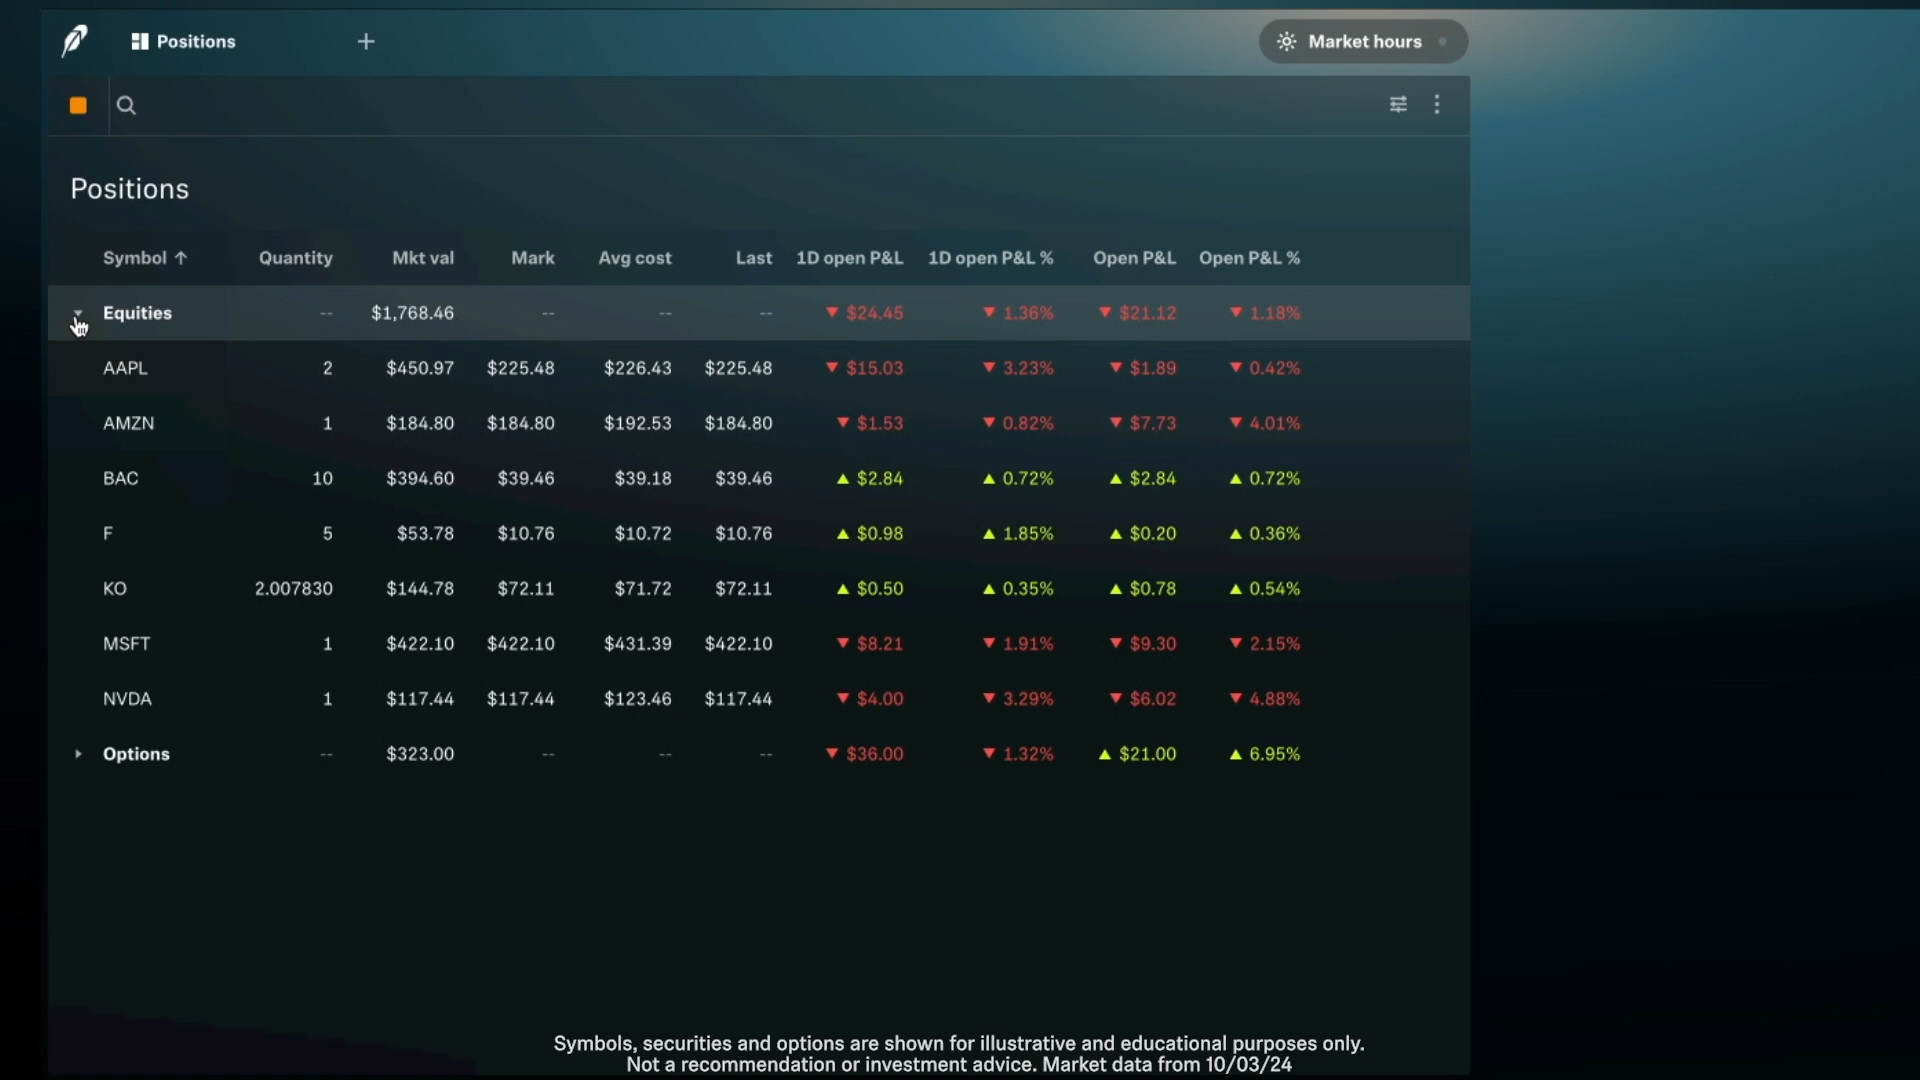 Positions + Market hours
Positions
Symbol ↑ Quantity Mkt val Mark Avg cost Last 1D open P&L 1D open P&L % Open P&L Open P&L %
Equities -- $1,768.46 -- -- -- ▼ $24.45 ▼ 1.36% ▼ $21.12 ▼ 1.18%
AAPL 2 $450.97 $225.48 $226.43 $225.48 ▼ $15.03 ▼ 3.23% ▼ $1.89 ▼ 0.42%
AMZN 1 $184.80 $184.80 $192.53 $184.80 ▼ $1.53 ▼ 0.82% ▼ $7.73 ▼ 4.01%
BAC 10 $394.60 $39.46 $39.18 $39.46 ▲ $2.84 ▲ 0.72% ▲ $2.84 ▲ 0.72%
F 5 $53.78 $10.76 $10.72 $10.76 ▲ $0.98 ▲ 1.85% ▲ $0.20 ▲ 0.36%
KO 2.007830 $144.78 $72.11 $71.72 $72.11 ▲ $0.50 ▲ 0.35% ▲ $0.78 ▲ 0.54%
MSFT 1 $422.10 $422.10 $431.39 $422.10 ▼ $8.21 ▼ 1.91% ▼ $9.30 ▼ 2.15%
NVDA 1 $117.44 $117.44 $123.46 $117.44 ▼ $4.00 ▼ 3.29% ▼ $6.02 ▼ 4.88%
Options -- $323.00 -- -- -- ▼ $36.00 ▼ 1.32% ▲ $21.00 ▲ 6.95%
Symbols, securities and options are shown for illustrative and educational purposes only.
Not a recommendation or investment advice. Market data from 10/03/24